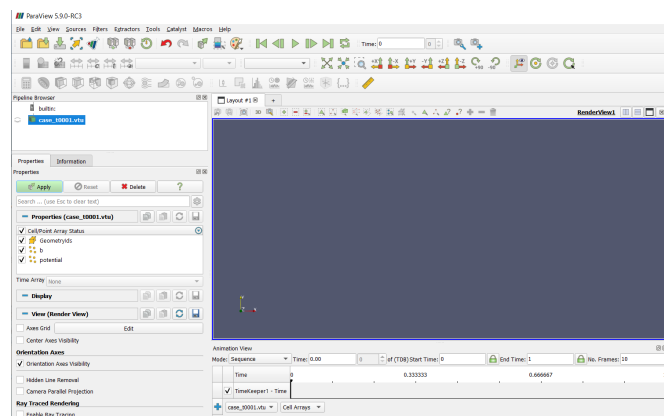 ParaView 5.9.0-RC3
File Edit View Sources Filters Extractors Tools Catalyst Macros Help
Time: 0 0
Pipeline Browser
builtin:
case_t0001.vtu
Layout #1
RenderView1
Properties Information
Properties
Apply Reset Delete ?
Search ... (use Esc to clear text)
Properties (case_t0001.vtu)
Cell/Point Array Status
GeometryIds
b
potential
Time Array None
Display
View (Render View)
Axes Grid Edit
Center Axes Visibility
Orientation Axes
Orientation Axes Visibility
Hidden Line Removal
Camera Parallel Projection
Ray Traced Rendering
Enable Ray Tracing
Animation View
Mode: Sequence Time: 0.00 0 of (TDB) Start Time: 0 End Time: 1 No. Frames: 10
Time 0 0.333333 0.666667
TimeKeeper1 - Time
case_t0001.vtu Cell Arrays